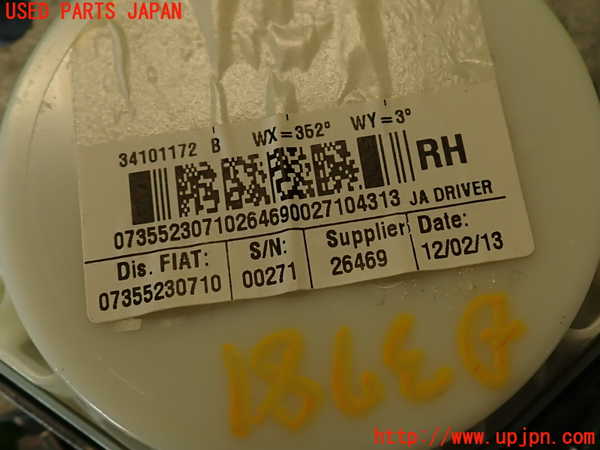 USED PARTS JAPAN
34101172 B WX=352° WY=3°
RH
07355230710264690027104313 JA DRIVER
Dis. FIAT: S/N: Supplier: Date:
07355230710 00271 26469 12/02/13
http://www.upjpn.com/